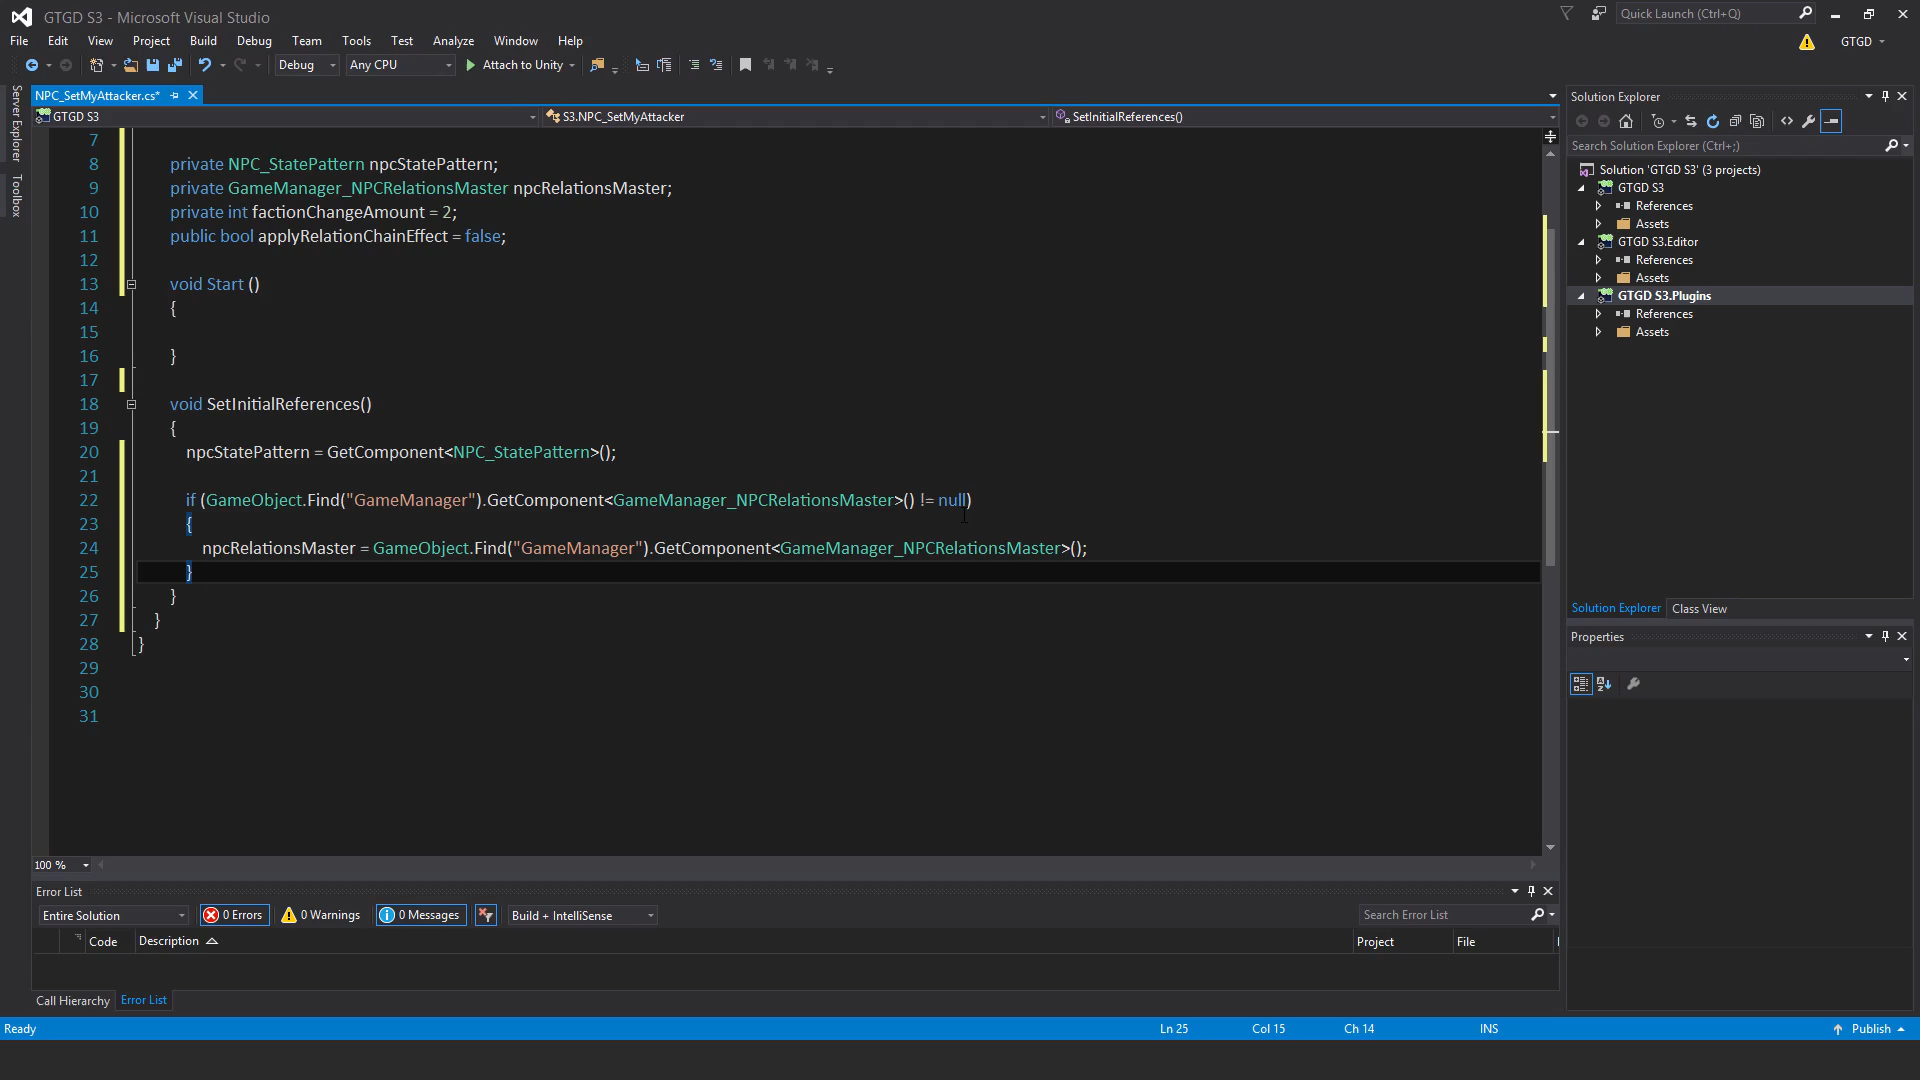 GTGD S3 - Microsoft Visual Studio
Quick Launch (Ctrl+Q)
File Edit View Project Build Debug Team Tools Test Analyze Window Help
GTGD
Debug Any CPU Attach to Unity
Server Explorer
Toolbox
NPC_SetMyAttacker.cs*
GTGD S3 S3.NPC_SetMyAttacker SetInitialReferences()
7
8 private NPC_StatePattern npcStatePattern;
9 private GameManager_NPCRelationsMaster npcRelationsMaster;
10 private int factionChangeAmount = 2;
11 public bool applyRelationChainEffect = false;
12
13 void Start ()
14 {
15
16 }
17
18 void SetInitialReferences()
19 {
20 npcStatePattern = GetComponent<NPC_StatePattern>();
21
22 if (GameObject.Find("GameManager").GetComponent<GameManager_NPCRelationsMaster>() != null)
23 {
24 npcRelationsMaster = GameObject.Find("GameManager").GetComponent<GameManager_NPCRelationsMaster>();
25 }
26 }
27 }
28 }
29
30
31
100 %
Solution Explorer
Search Solution Explorer (Ctrl+;)
Solution 'GTGD S3' (3 projects)
GTGD S3
References
Assets
GTGD S3.Editor
References
Assets
GTGD S3.Plugins
References
Assets
Solution Explorer Class View
Properties
Error List
Entire Solution 0 Errors 0 Warnings 0 Messages Build + IntelliSense Search Error List
Code Description Project File
Call Hierarchy Error List
Ready Ln 25 Col 15 Ch 14 INS Publish